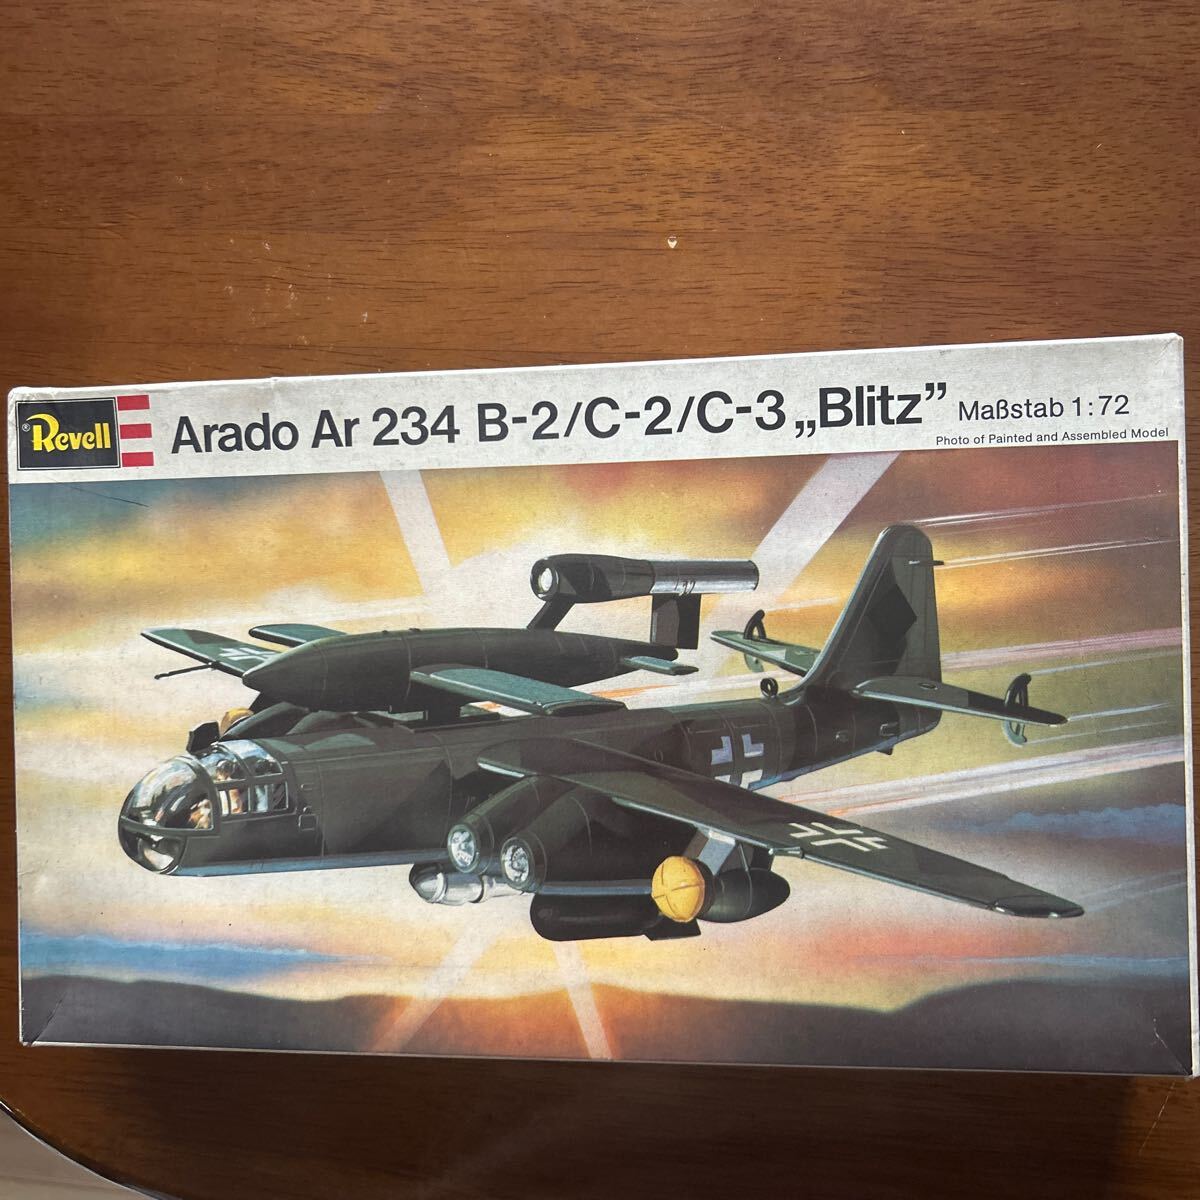 ® Revell
Arado Ar 234 B-2/C-2/C-3 „Blitz” Maßstab 1:72
Photo of Painted and Assembled Model